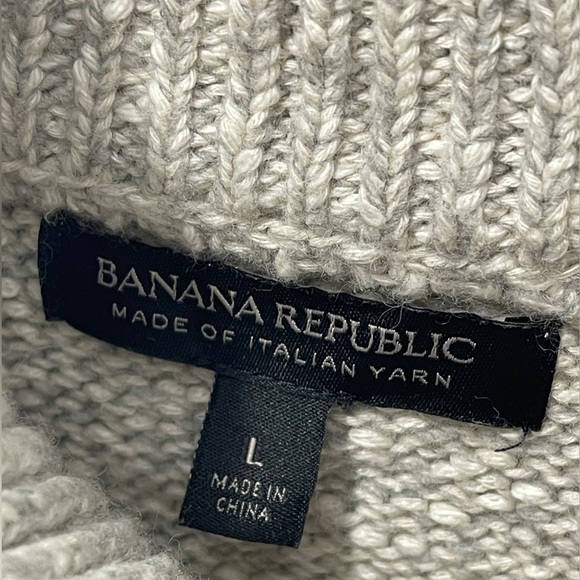 BANANA REPUBLIC
MADE OF ITALIAN YARN
L
MADE IN
CHINA